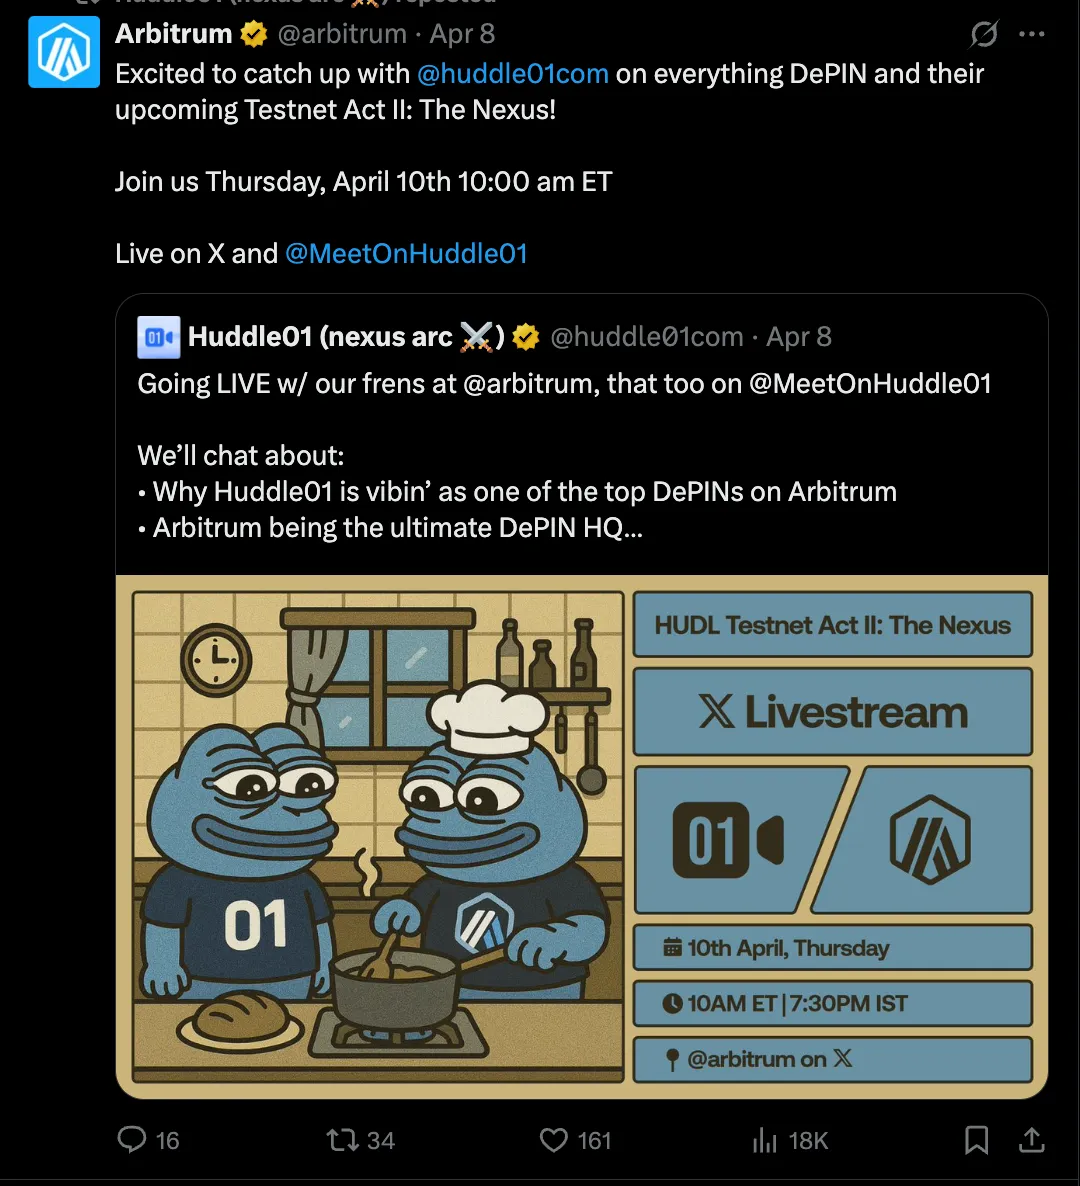 Arbitrum @arbitrum · Apr 8
Excited to catch up with @huddle01com on everything DePIN and their
upcoming Testnet Act II: The Nexus!
Join us Thursday, April 10th 10:00 am ET
Live on X and @MeetOnHuddle01
01 Huddle01 (nexus arc ⚔️) @huddle01com · Apr 8
Going LIVE w/ our frens at @arbitrum, that too on @MeetOnHuddle01
We’ll chat about:
• Why Huddle01 is vibin’ as one of the top DePINs on Arbitrum
• Arbitrum being the ultimate DePIN HQ...
01
HUDL Testnet Act II: The Nexus
X Livestream
01
10th April, Thursday
10AM ET | 7:30PM IST
@arbitrum on X
16 34 161 18K